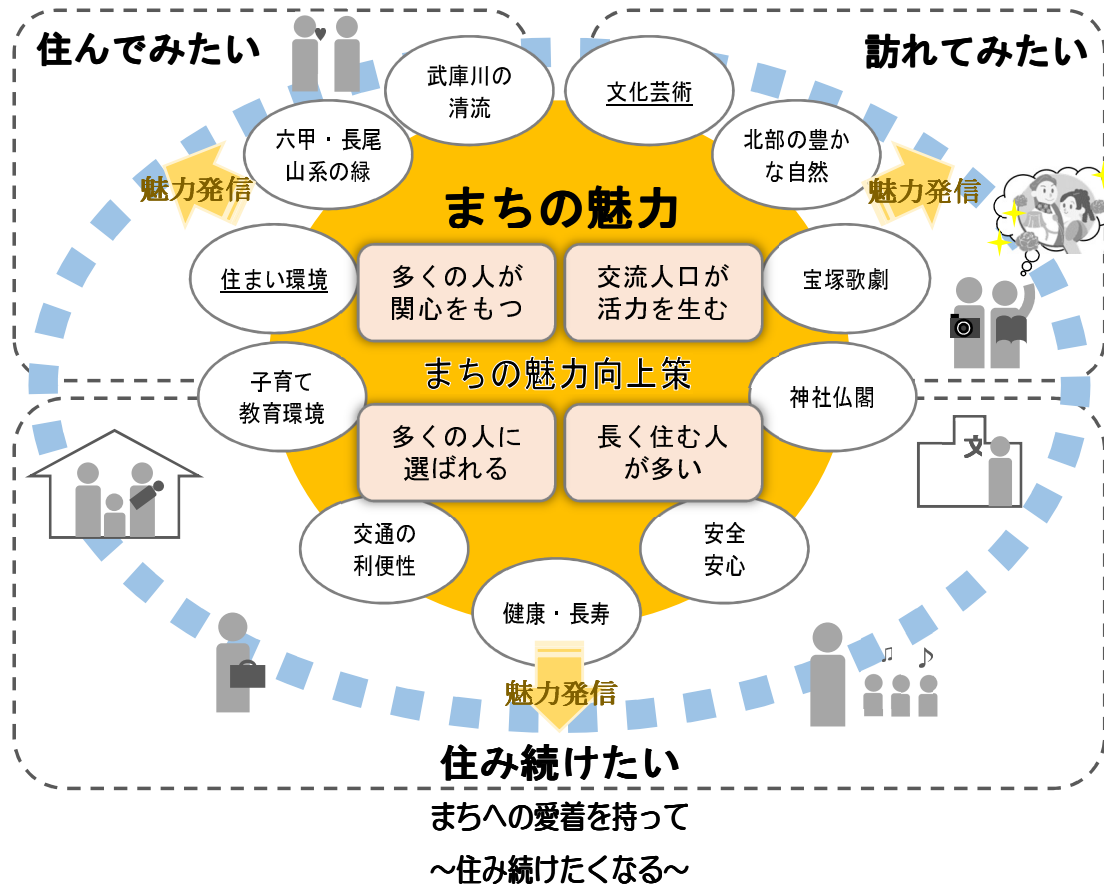 住んでみたい
訪れてみたい
武庫川の
清流
文化芸術
六甲・長尾
山系の緑
北部の豊か
な自然
魅力発信
魅力発信
まちの魅力
住まい環境
多くの人が
関心をもつ
交流人口が
活力を生む
宝塚歌劇
まちの魅力向上策
子育て
教育環境
神社仏閣
多くの人に
選ばれる
長く住む人
が多い
文
交通の
利便性
安全
安心
健康・長寿
魅力発信
住み続けたい
まちへの愛着を持って
~住み続けたくなる~